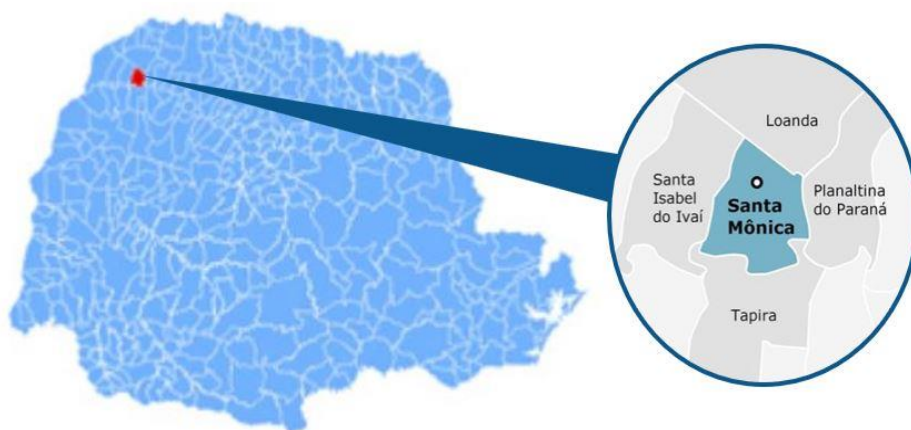 Loanda
Santa
Isabel
do Ivaí
Santa
Mônica
Planaltina
do Paraná
Tapira